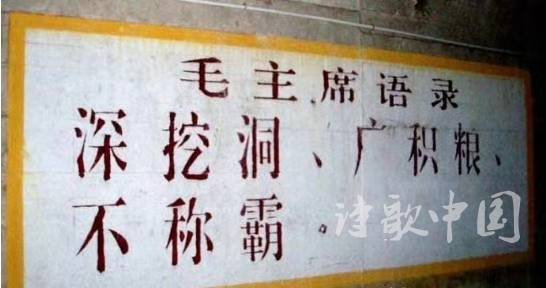 毛主席语录
深挖洞、广积粮、
不称霸.
诗歌中国